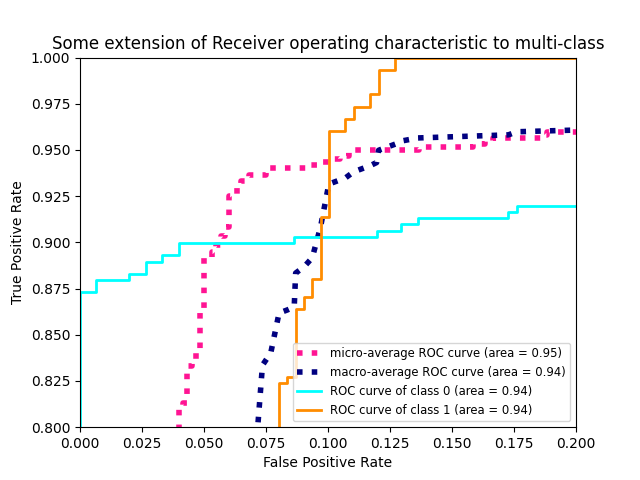 Some extension of Receiver operating characteristic to multi-class
1.000
0.975
0.950
0.925
0.900
0.875
0.850
0.825
0.800
True Positive Rate
micro-average ROC curve (area = 0.95)
macro-average ROC curve (area = 0.94)
ROC curve of class 0 (area = 0.94)
ROC curve of class 1 (area = 0.94)
0.000 0.025 0.050 0.075 0.100 0.125 0.150 0.175 0.200
False Positive Rate